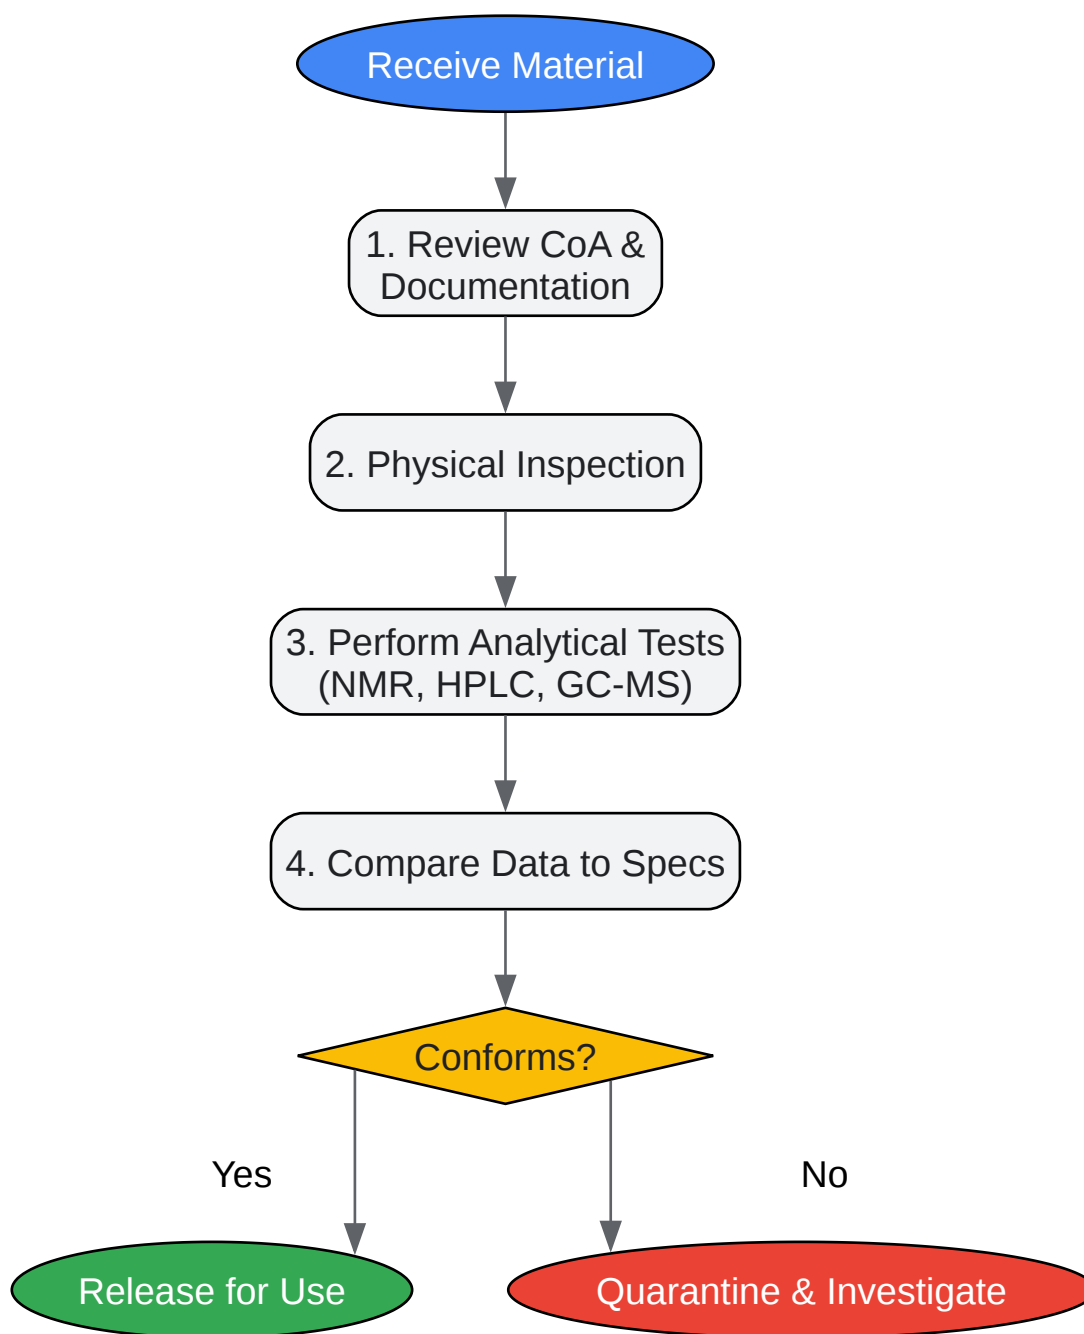 Receive Material
1. Review CoA &
Documentation
2. Physical Inspection
3. Perform Analytical Tests
(NMR, HPLC, GC-MS)
4. Compare Data to Specs
Conforms?
Yes
No
Release for Use
Quarantine & Investigate